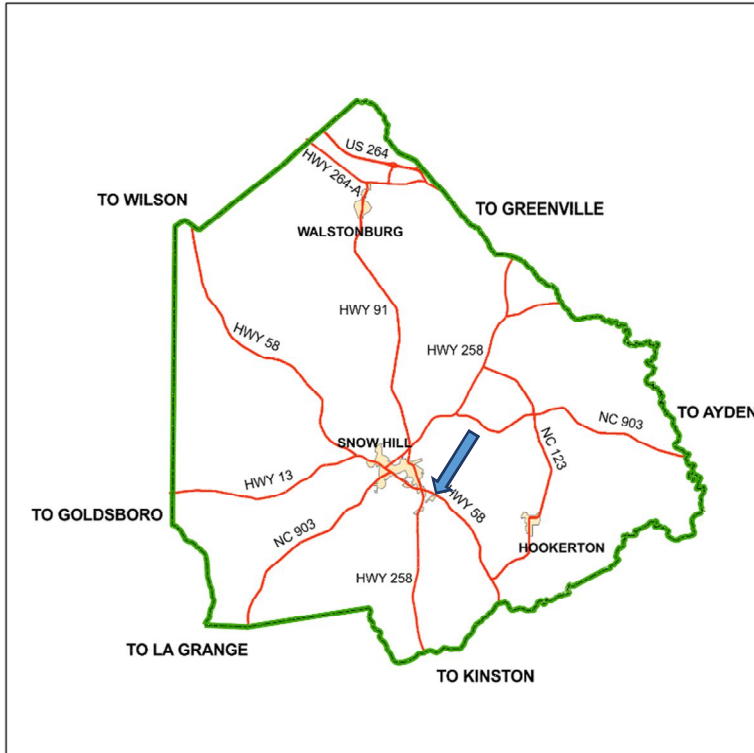 US 264
HWY 264-A
TO WILSON
TO GREENVILLE
WALSTONBURG
HWY 91
HWY 58
HWY 258
TO AYDEN
NC 903
NC 123
SNOW HILL
HWY 13
HWY 58
TO GOLDSBORO
NC 903
HOOKERTON
HWY 258
TO LA GRANGE
TO KINSTON